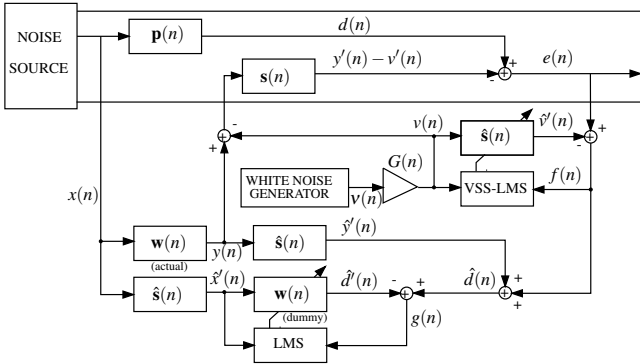 NOISE
SOURCE
p(n)
d(n)
+
-
e(n)
s(n)
y′(n) − v′(n)
-
+
v(n)
ŝ(n)
v̂′(n)
+
-
G(n)
WHITE NOISE
GENERATOR
ν(n)
VSS-LMS
f(n)
x(n)
w(n)
(actual)
y(n)
ŝ(n)
ŷ′(n)
ŝ(n)
x̂′(n)
w(n)
(dummy)
d̂′(n)
-
+
d̂(n)
+
+
g(n)
LMS